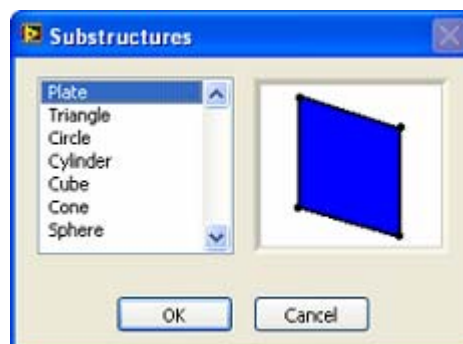 Substructures
Plate
Triangle
Circle
Cylinder
Cube
Cone
Sphere
OK
Cancel